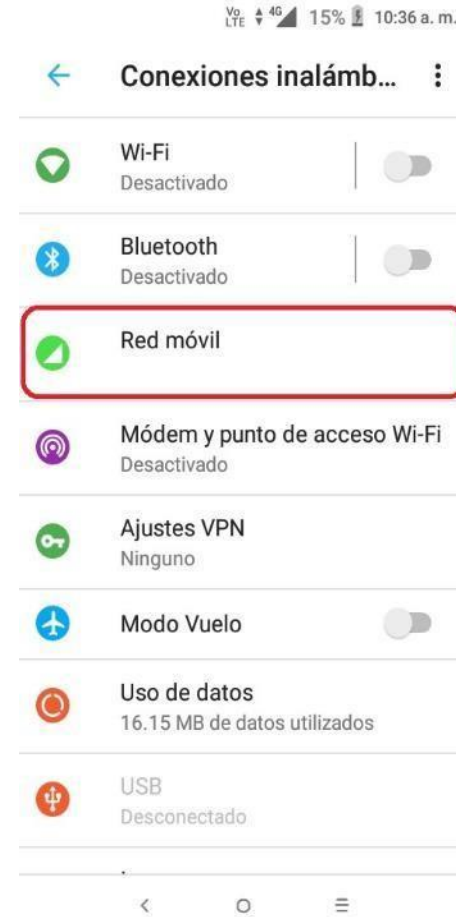 Vo LTE 4G 15% 10:36 a. m.
Conexiones inalámb...
Wi-Fi
Desactivado
Bluetooth
Desactivado
Red móvil
Módem y punto de acceso Wi-Fi
Desactivado
Ajustes VPN
Ninguno
Modo Vuelo
Uso de datos
16.15 MB de datos utilizados
USB
Desconectado